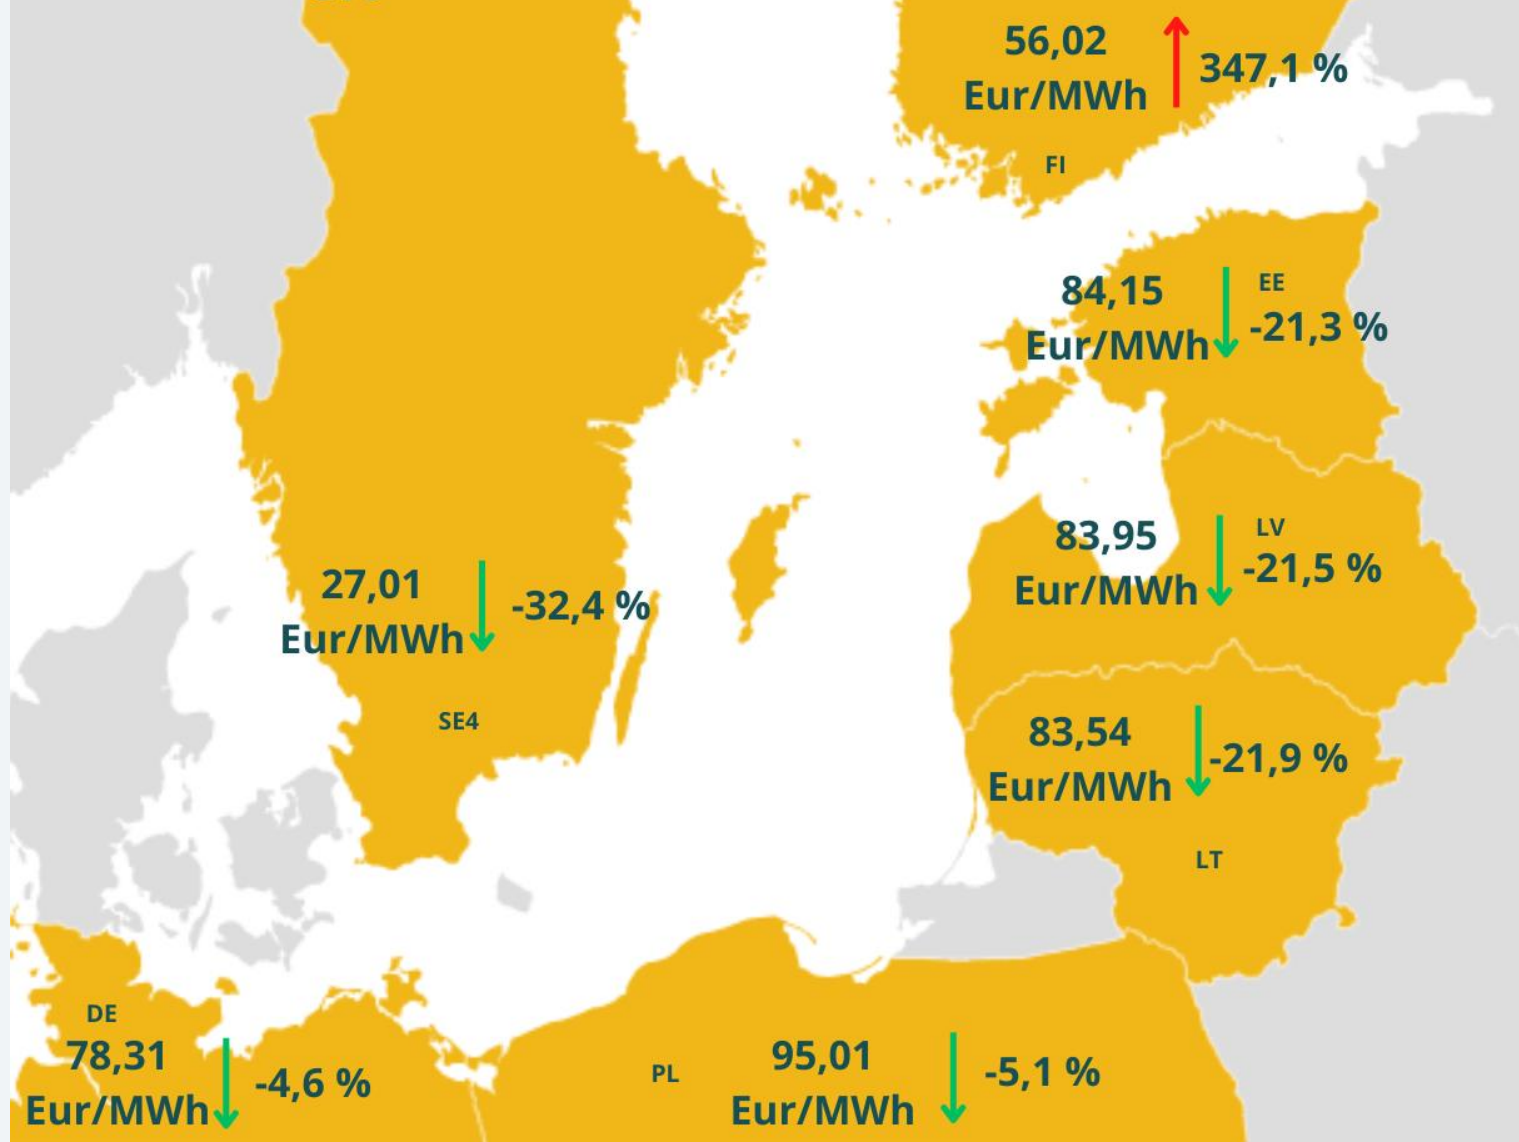 56,02
Eur/MWh
347,1 %
FI
84,15
Eur/MWh
EE
-21,3 %
83,95
Eur/MWh
LV
-21,5 %
27,01
Eur/MWh
-32,4 %
SE4
83,54
Eur/MWh
-21,9 %
LT
DE
78,31
Eur/MWh
-4,6 %
PL
95,01
Eur/MWh
-5,1 %